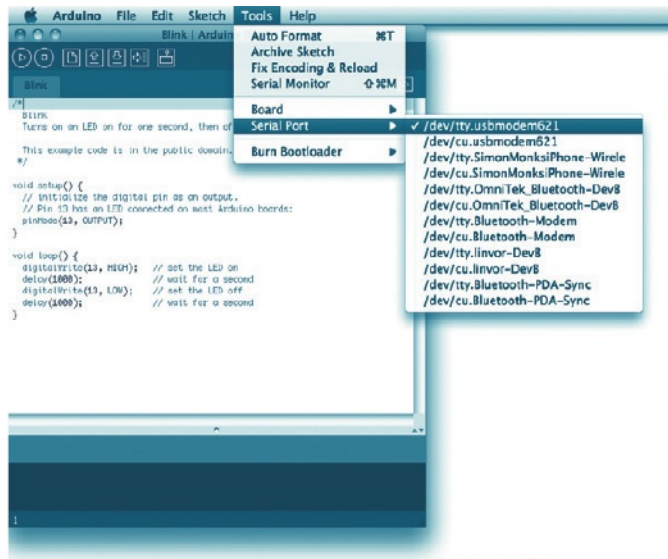 Arduino File Edit Sketch Tools Help
Blink | Arduin
Blink
/*
Blink
Turns on an LED on for one second, then of
This example code is in the public domain.
*/
void setup() {
// initialize the digital pin as an output.
// Pin 13 has an LED connected on most Arduino boards:
pinMode(13, OUTPUT);
}
void loop() {
digitalWrite(13, HIGH); // set the LED on
delay(1000); // wait for a second
digitalWrite(13, LOW); // set the LED off
delay(1000); // wait for a second
}
1
Auto Format ⌘T
Archive Sketch
Fix Encoding & Reload
Serial Monitor ⇧⌘M
Board ▶
Serial Port ▶
Burn Bootloader ▶
✓ /dev/tty.usbmodem621
/dev/cu.usbmodem621
/dev/tty.SimonMonksiPhone-Wirele
/dev/cu.SimonMonksiPhone-Wirele
/dev/tty.OmniTek_Bluetooth-DevB
/dev/cu.OmniTek_Bluetooth-DevB
/dev/tty.Bluetooth-Modem
/dev/cu.Bluetooth-Modem
/dev/tty.linvor-DevB
/dev/cu.linvor-DevB
/dev/tty.Bluetooth-PDA-Sync
/dev/cu.Bluetooth-PDA-Sync